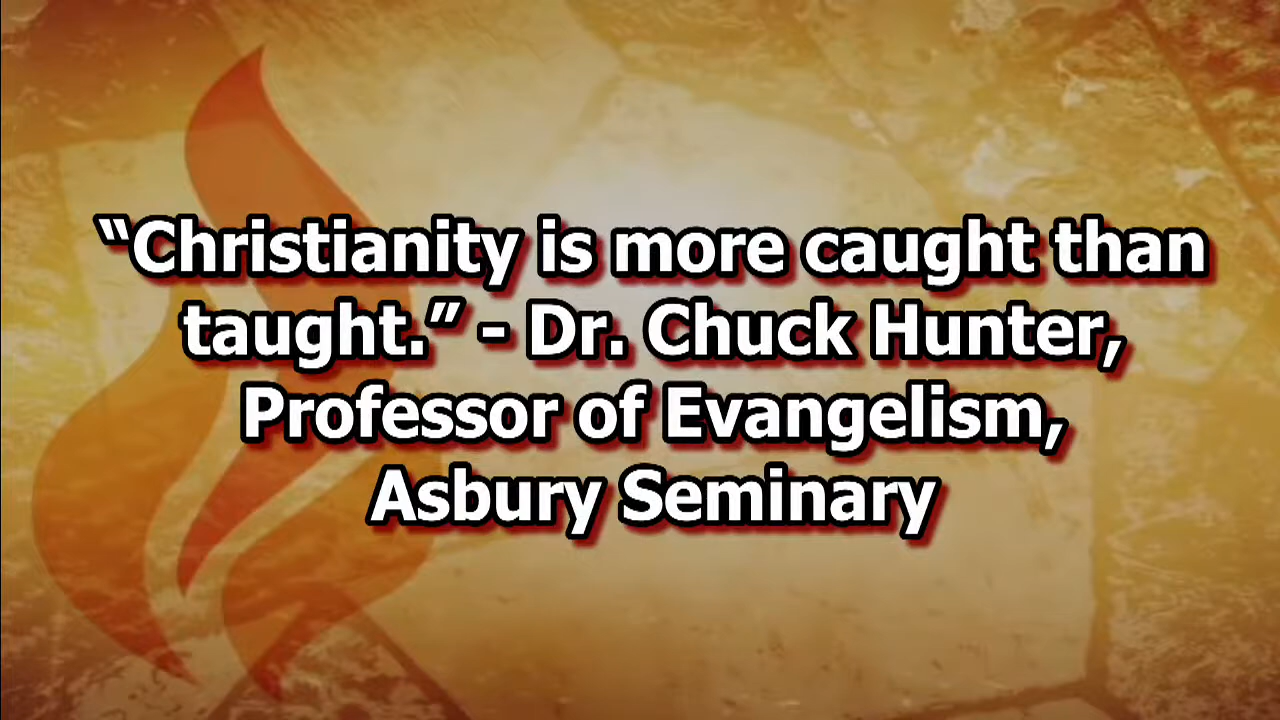 “Christianity is more caught than
taught.” - Dr. Chuck Hunter,
Professor of Evangelism,
Asbury Seminary